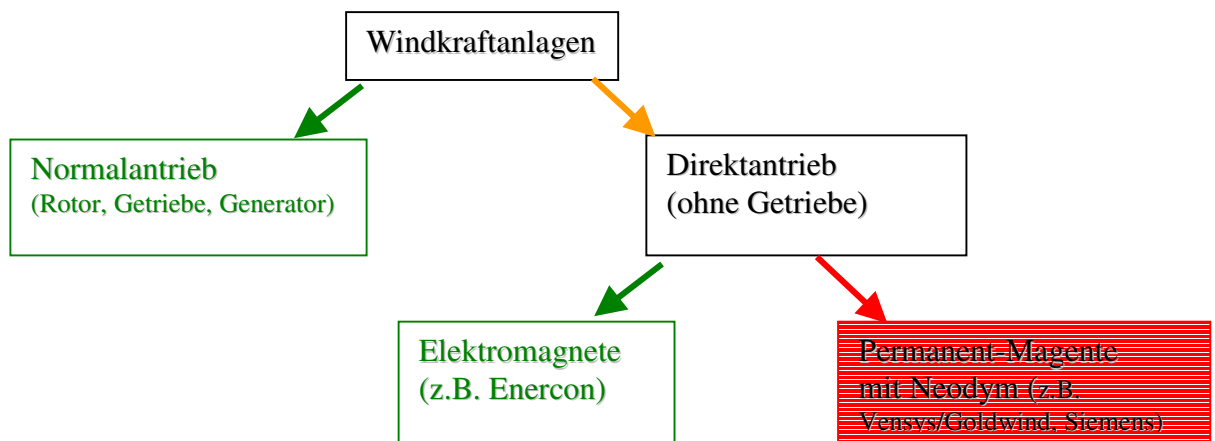 Windkraftanlagen
Normalantrieb
(Rotor, Getriebe, Generator)
Direktantrieb
(ohne Getriebe)
Elektromagnete
(z.B. Enercon)
Permanent-Magente
mit Neodym (z.B.
Vensys/Goldwind, Siemens)